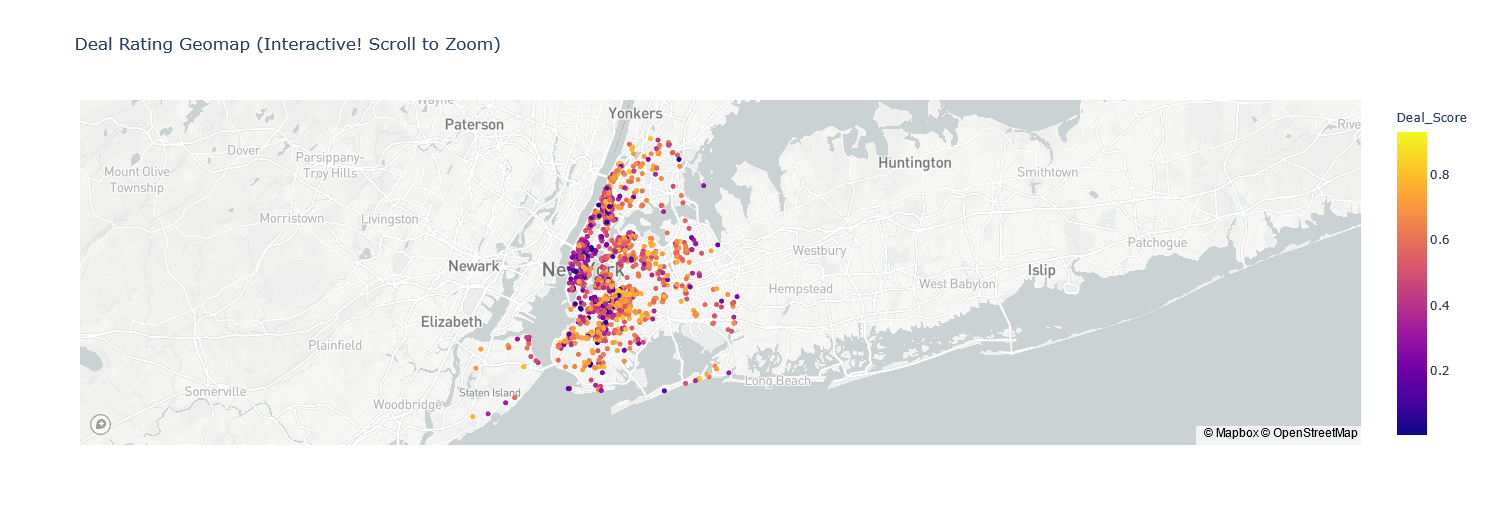 Deal Rating Geomap (Interactive! Scroll to Zoom)
Deal_Score
0.8
0.6
0.4
0.2
Wayne
Yonkers
Paterson
River
Dover
Parsippany-
Troy Hills
Huntington
Mount Olive
Township
Smithtown
Morristown
Livingston
Westbury
Patchogue
Newark
New York
Islip
Hempstead
West Babylon
Elizabeth
Plainfield
Long Beach
Somerville
Staten Island
Woodbridge
© Mapbox © OpenStreetMap